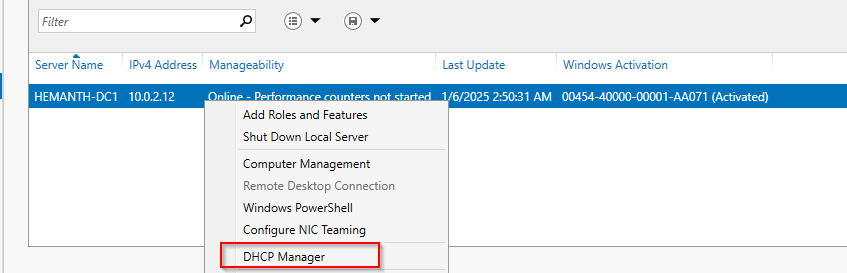 Filter
Server Name IPv4 Address Manageability Last Update Windows Activation
HEMANTH-DC1 10.0.2.12 Online - Performance counters not started 1/6/2025 2:50:31 AM 00454-40000-00001-AA071 (Activated)
Add Roles and Features
Shut Down Local Server
Computer Management
Remote Desktop Connection
Windows PowerShell
Configure NIC Teaming
DHCP Manager